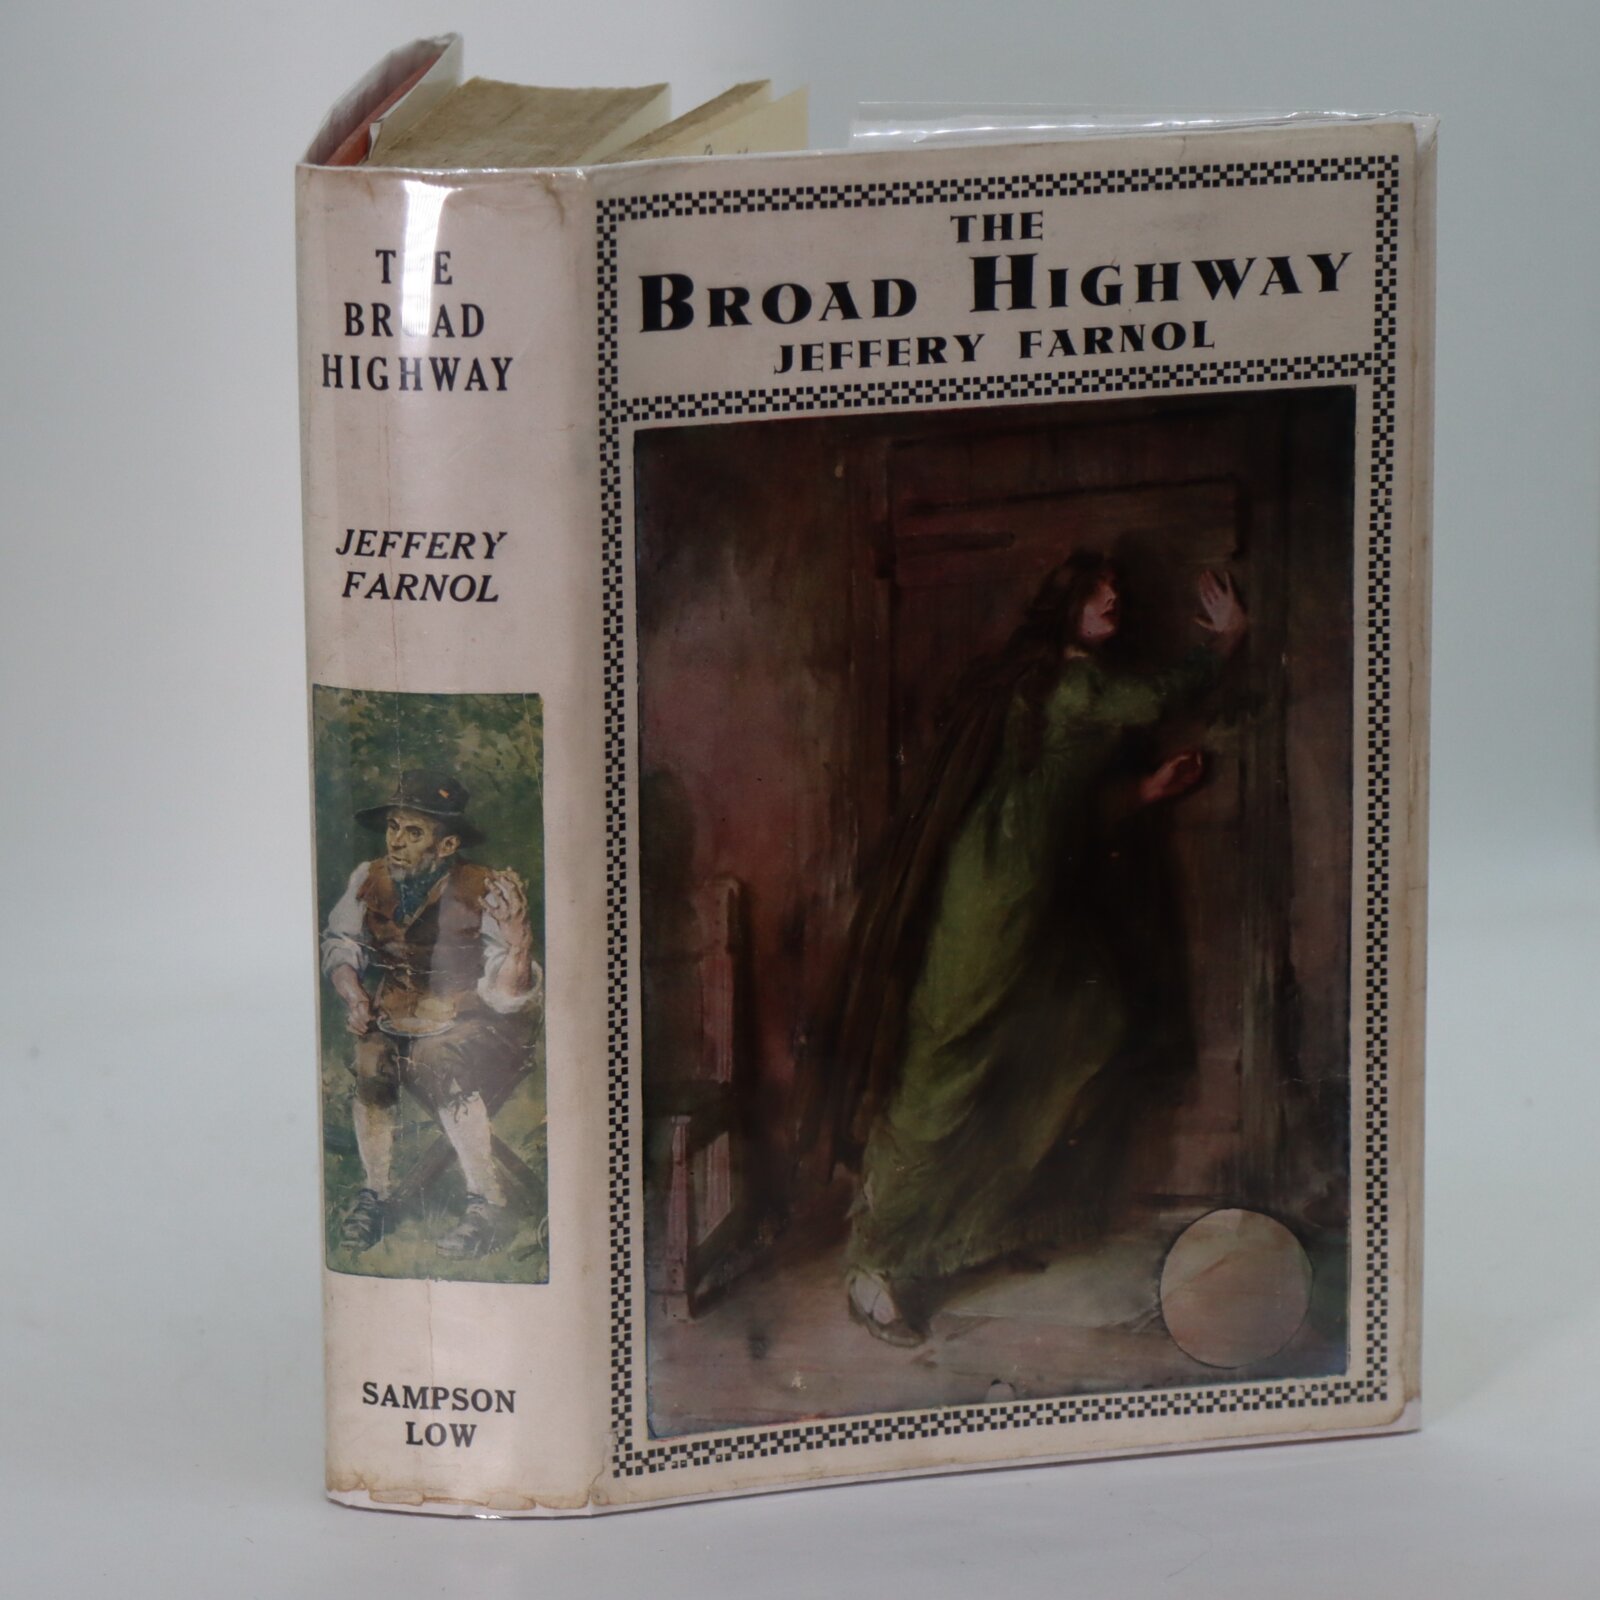 THE
BROAD
HIGHWAY
JEFFERY
FARNOL
SAMPSON
LOW
THE
BROAD HIGHWAY
JEFFERY FARNOL